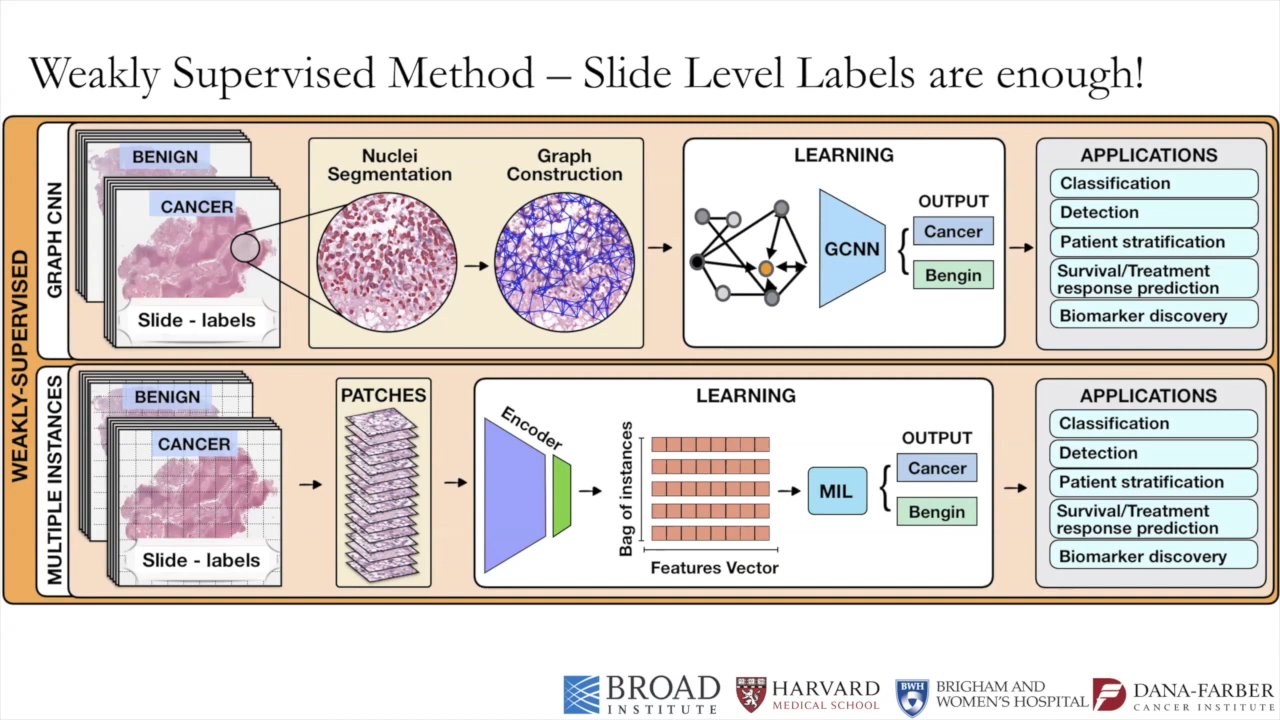 Weakly Supervised Method – Slide Level Labels are enough!
WEAKLY-SUPERVISED
GRAPH CNN
BENIGN
CANCER
Slide - labels
Nuclei
Segmentation
Graph
Construction
LEARNING
GCNN
OUTPUT
Cancer
Bengin
APPLICATIONS
Classification
Detection
Patient stratification
Survival/Treatment
response prediction
Biomarker discovery
MULTIPLE INSTANCES
BENIGN
CANCER
Slide - labels
PATCHES
LEARNING
Encoder
Bag of instances
Features Vector
MIL
OUTPUT
Cancer
Bengin
APPLICATIONS
Classification
Detection
Patient stratification
Survival/Treatment
response prediction
Biomarker discovery
BROAD
INSTITUTE
HARVARD
MEDICAL SCHOOL
BWH
BRIGHAM AND
WOMEN'S HOSPITAL
DANA-FARBER
CANCER INSTITUTE